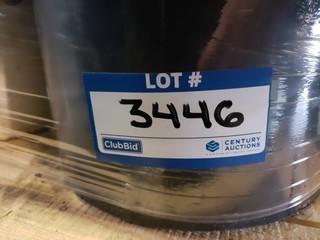 LOT #
3446
ClubBid
CENTURY
AUCTIONS